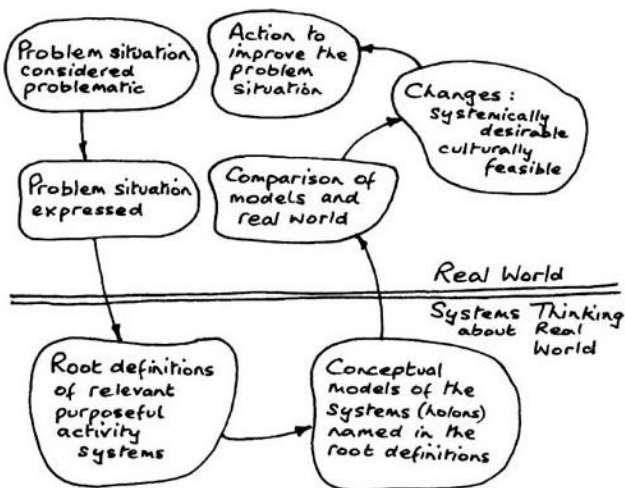 Problem situation
considered
problematic
Problem situation
expressed
Root definitions
of relevant
purposeful
activity
systems
Conceptual
models of the
systems (holons)
named in the
root definitions
Comparison of
models and
real world
Changes:
systemically
desirable
culturally
feasible
Action to
improve the
problem
situation
Real World
Systems Thinking
about Real
World